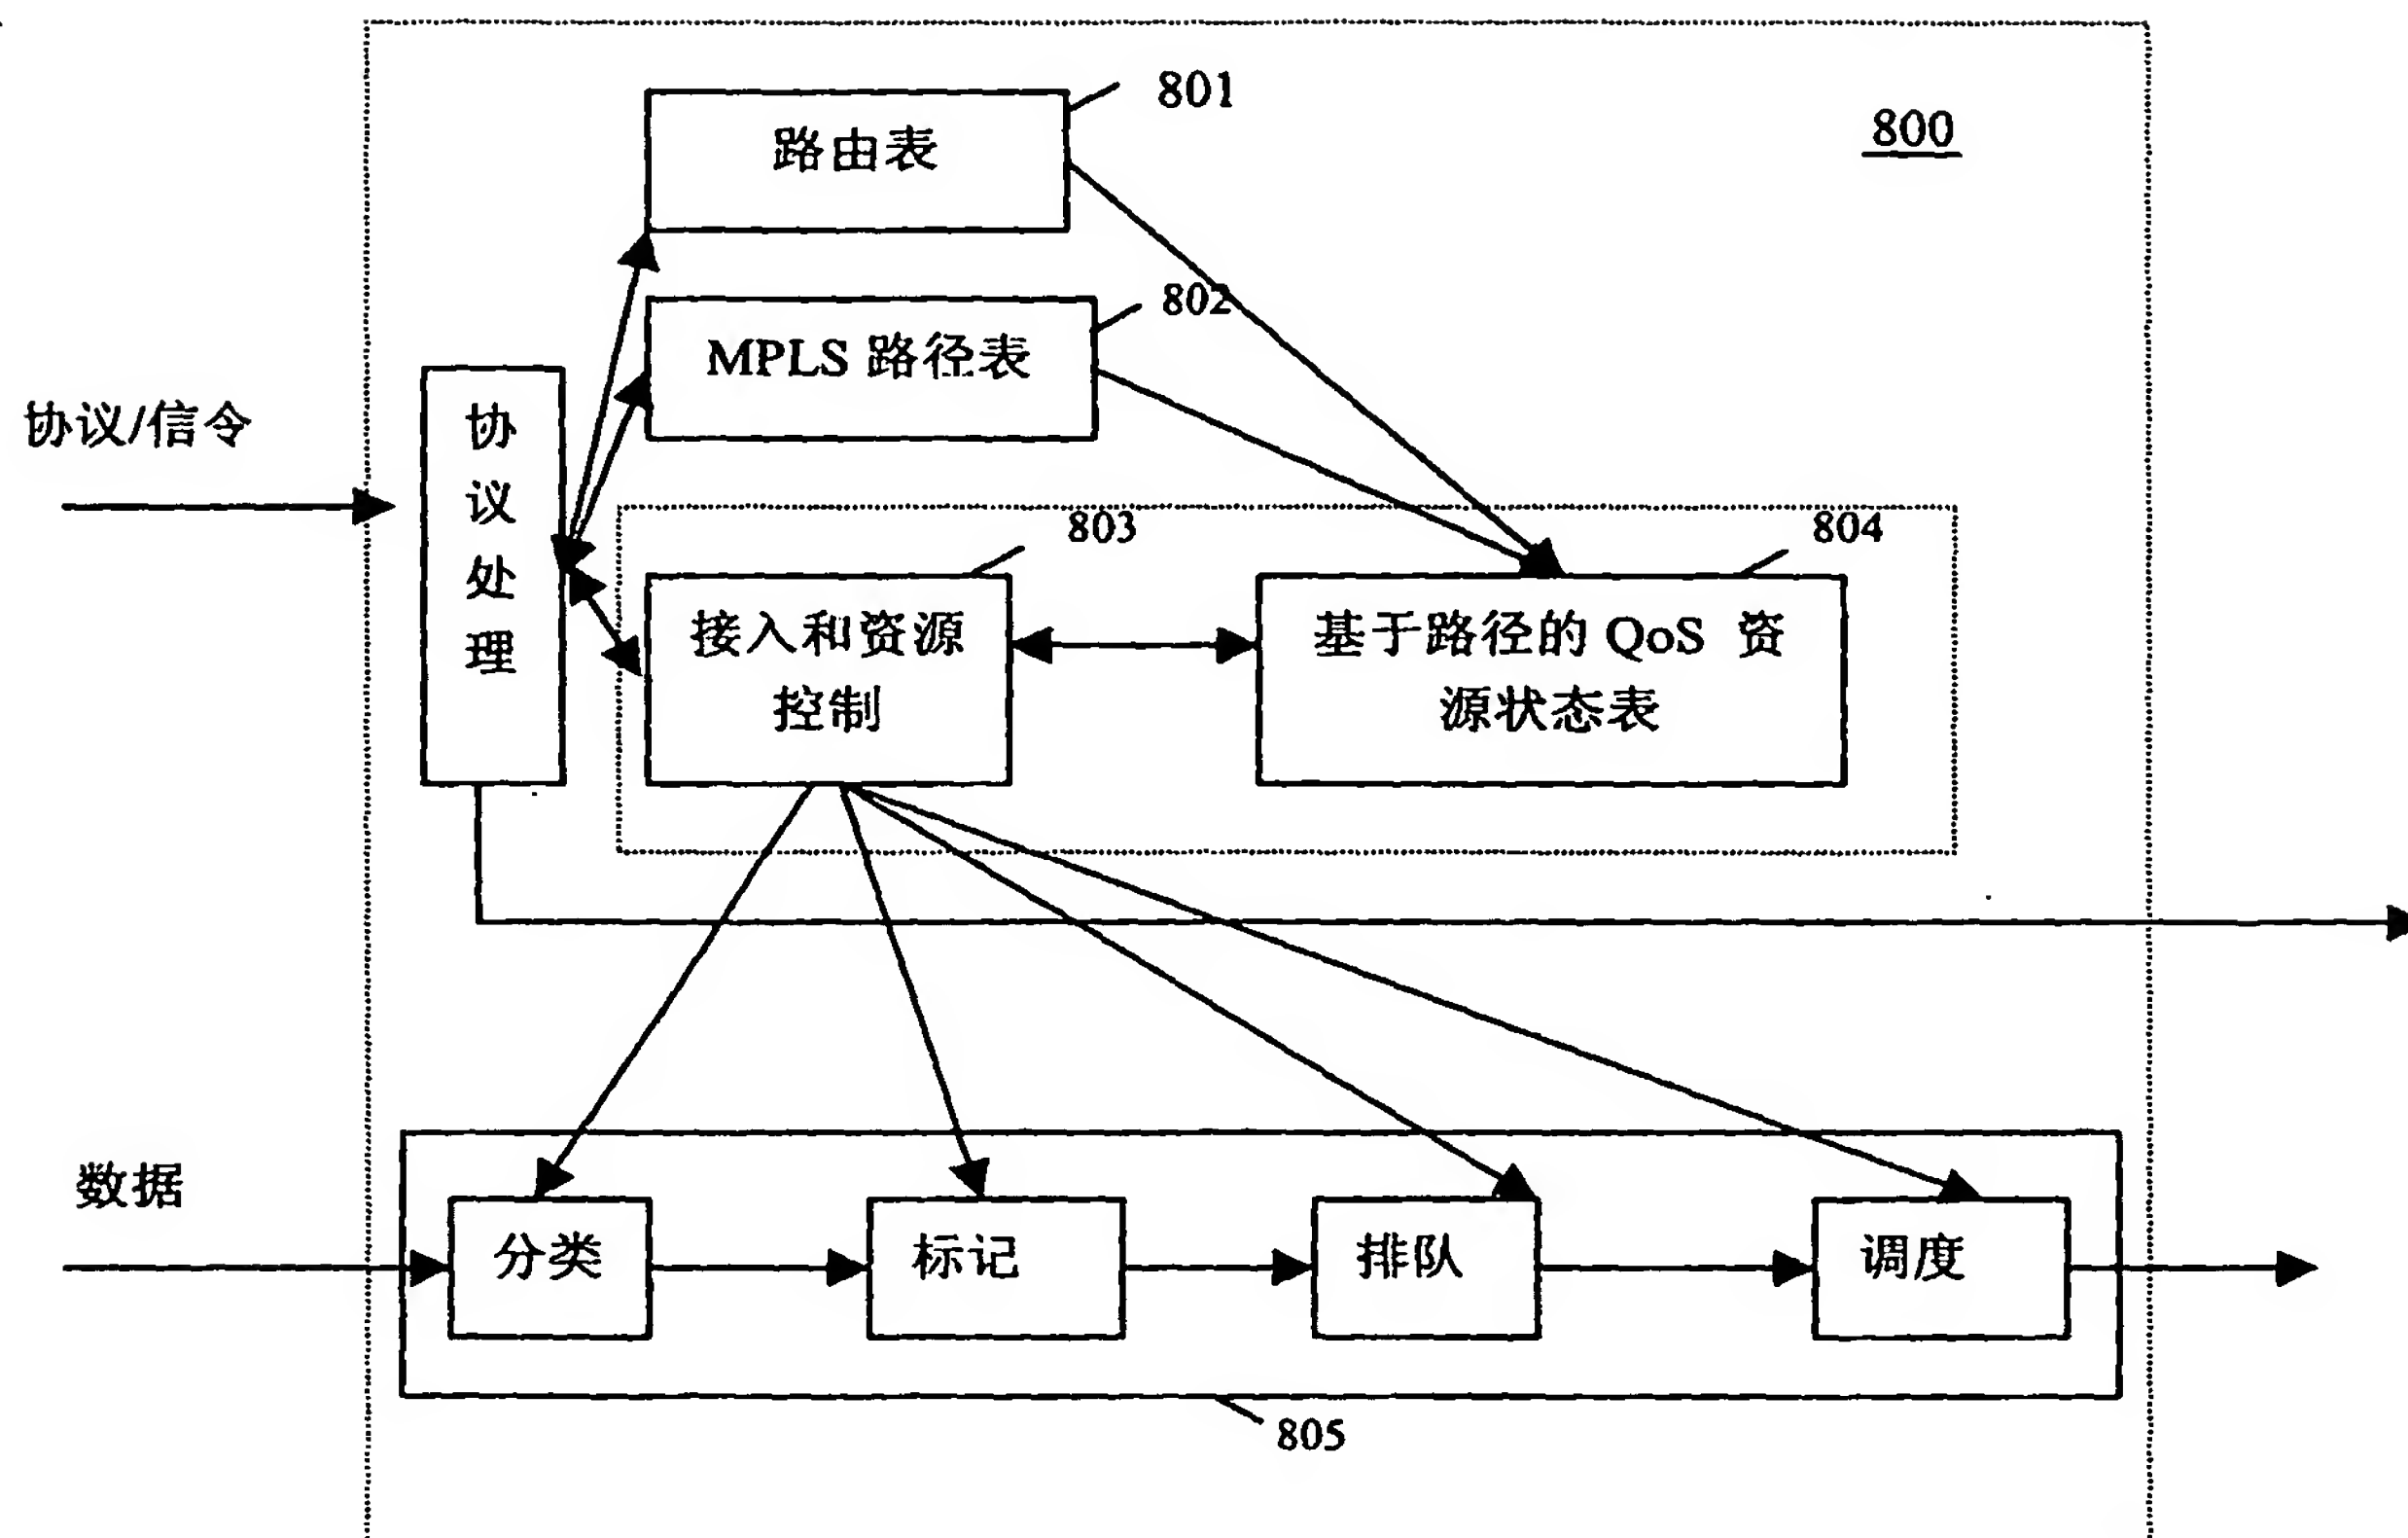 801
路由表
800
802
MPLS 路径表
协议/信令
协
议
处
理
803
804
接入和资源
控制
基于路径的 QoS 资
源状态表
数据
分类
标记
排队
调度
805